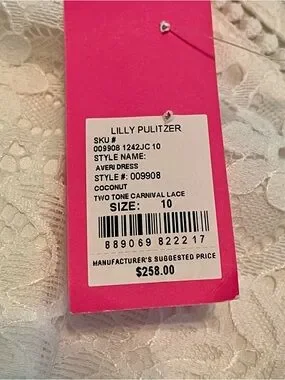 LILLY PULITZER
SKU #
009908 1242JC 10
STYLE NAME:
AVERI DRESS
STYLE #: 009908
COCONUT
TWO TONE CARNIVAL LACE
SIZE: 10
889069 822217
MANUFACTURER'S SUGGESTED PRICE
$258.00